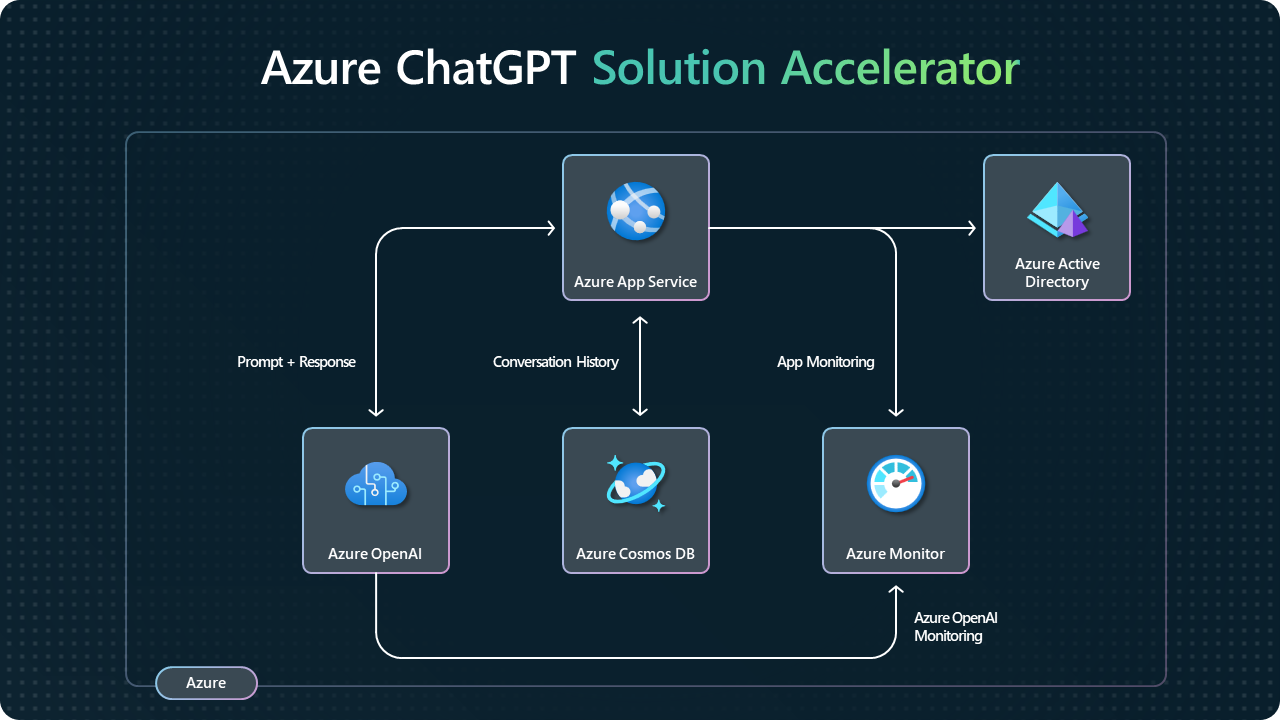 Azure ChatGPT Solution Accelerator
Azure App Service
Azure Active
Directory
Prompt + Response
Conversation History
App Monitoring
Azure OpenAI
Azure Cosmos DB
Azure Monitor
Azure OpenAI
Monitoring
Azure